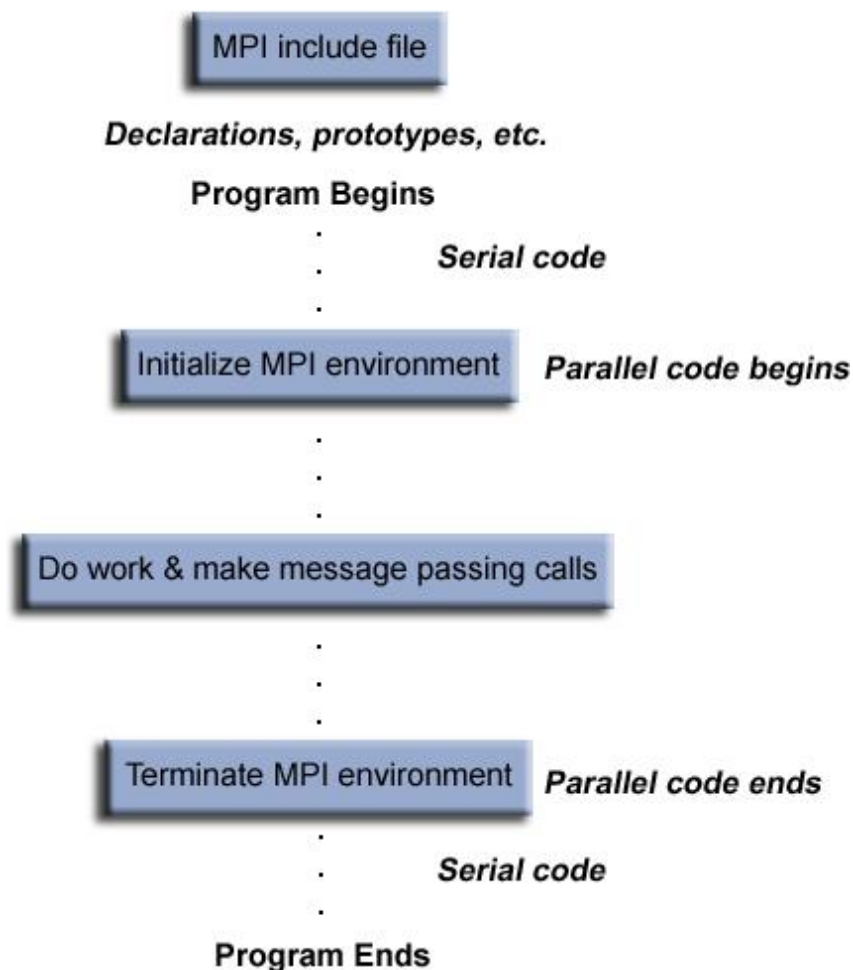 MPI include file
Declarations, prototypes, etc.
Program Begins
Serial code
Initialize MPI environment
Parallel code begins
Do work & make message passing calls
Terminate MPI environment
Parallel code ends
Serial code
Program Ends